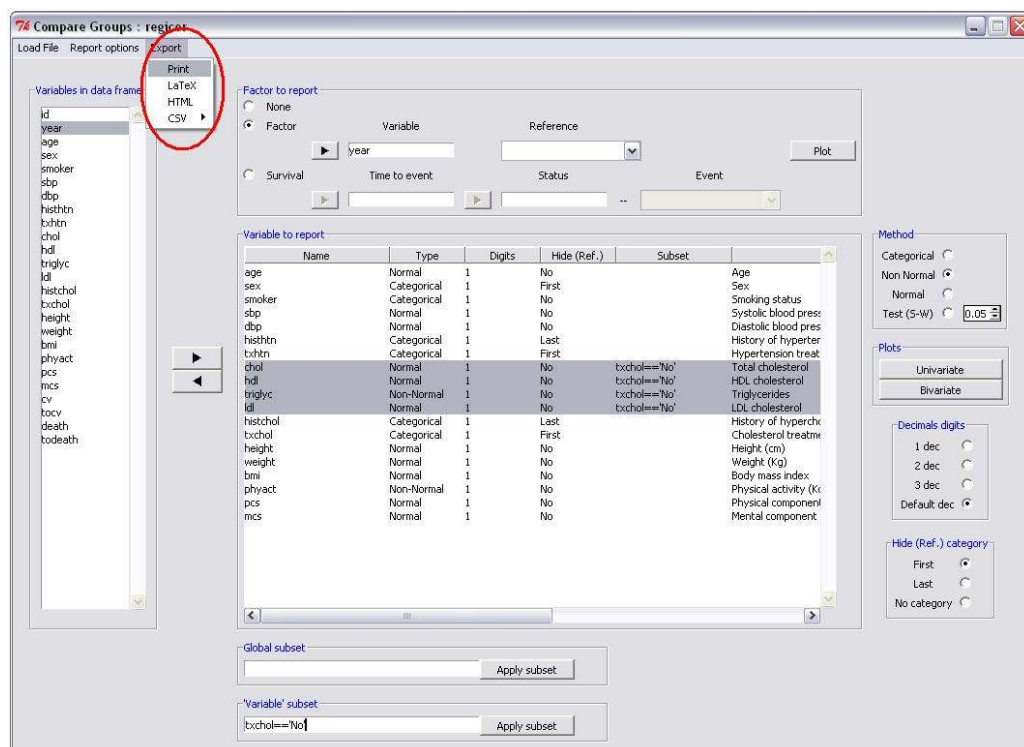 Compare Groups : regicor
Load File Report options Export
Print
LaTeX
HTML
CSV
Variables in data frame
id
year
age
sex
smoker
sbp
dbp
histhtn
txhtn
chol
hdl
triglyc
ldl
histchol
txchol
height
weight
bmi
phyact
pcs
mcs
cv
tocv
death
todeath
Factor to report
None
Factor Variable Reference
year Plot
Survival Time to event Status Event
--
Variable to report
Name Type Digits Hide (Ref.) Subset
age Normal 1 No Age
sex Categorical 1 First Sex
smoker Categorical 1 No Smoking status
sbp Normal 1 No Systolic blood press
dbp Normal 1 No Diastolic blood pres
histhtn Categorical 1 Last History of hyperter
txhtn Categorical 1 First Hypertension treat
chol Normal 1 No txchol=='No' Total cholesterol
hdl Normal 1 No txchol=='No' HDL cholesterol
triglyc Non-Normal 1 No txchol=='No' Triglycerides
ldl Normal 1 No txchol=='No' LDL cholesterol
histchol Categorical 1 Last History of hyperchc
txchol Categorical 1 First Cholesterol treatme
height Normal 1 No Height (cm)
weight Normal 1 No Weight (Kg)
bmi Normal 1 No Body mass index
phyact Non-Normal 1 No Physical activity (Kc
pcs Normal 1 No Physical component
mcs Normal 1 No Mental component
Method
Categorical
Non Normal
Normal
Test (S-W) 0.05
Plots
Univariate
Bivariate
Decimals digits
1 dec
2 dec
3 dec
Default dec
Hide (Ref.) category
First
Last
No category
Global subset
Apply subset
'Variable' subset
txchol=='No' Apply subset